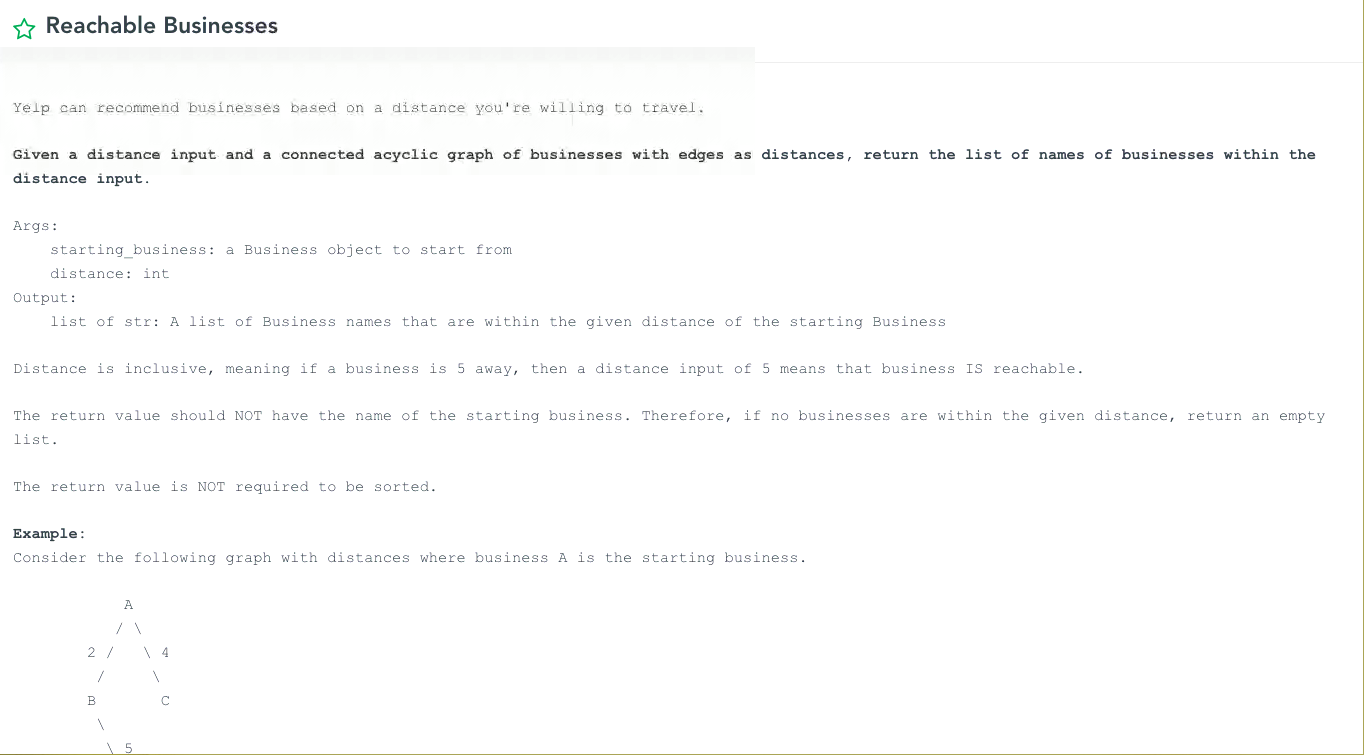 Reachable Businesses
Yelp can recommend businesses based on a distance you're willing to travel.
Given a distance input and a connected acyclic graph of businesses with edges as distances, return the list of names of businesses within the
distance input.
Args:
    starting_business: a Business object to start from
    distance: int
Output:
    list of str: A list of Business names that are within the given distance of the starting Business
Distance is inclusive, meaning if a business is 5 away, then a distance input of 5 means that business IS reachable.
The return value should NOT have the name of the starting business. Therefore, if no businesses are within the given distance, return an empty
list.
The return value is NOT required to be sorted.
Example:
Consider the following graph with distances where business A is the starting business.
            A
           / \
        2 /   \ 4
         /     \
        B       C
         \
          \ 5